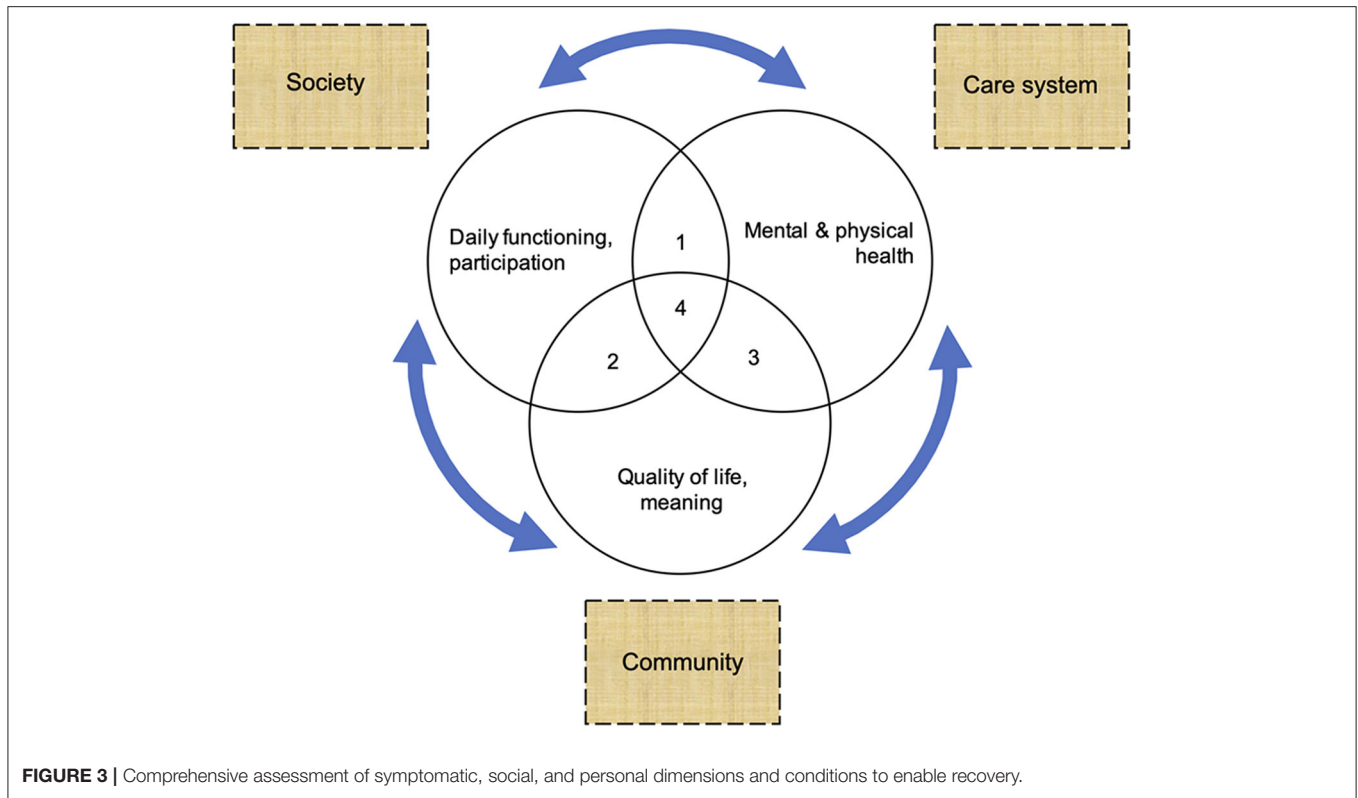 Society
Care system
Daily functioning,
participation
1
Mental & physical
health
4
2
3
Quality of life,
meaning
Community
FIGURE 3 | Comprehensive assessment of symptomatic, social, and personal dimensions and conditions to enable recovery.